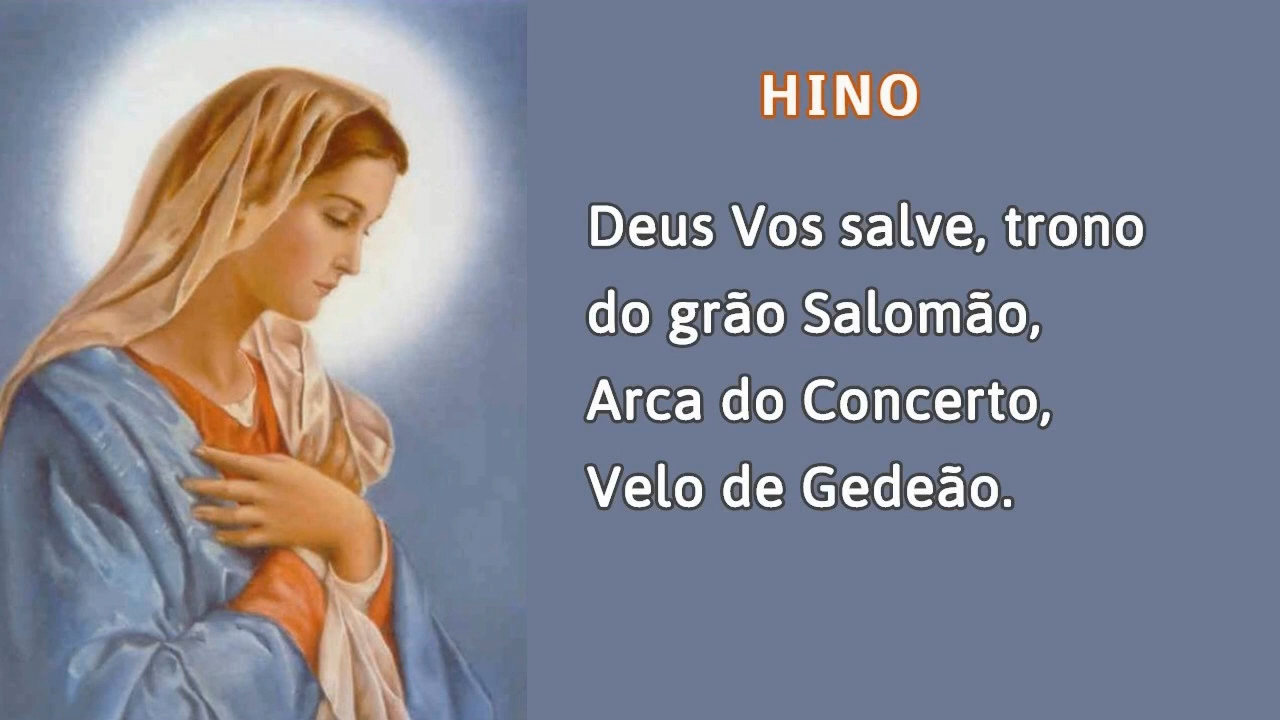 HINO
Deus Vos salve, trono
do grão Salomão,
Arca do Concerto,
Velo de Gedeão.